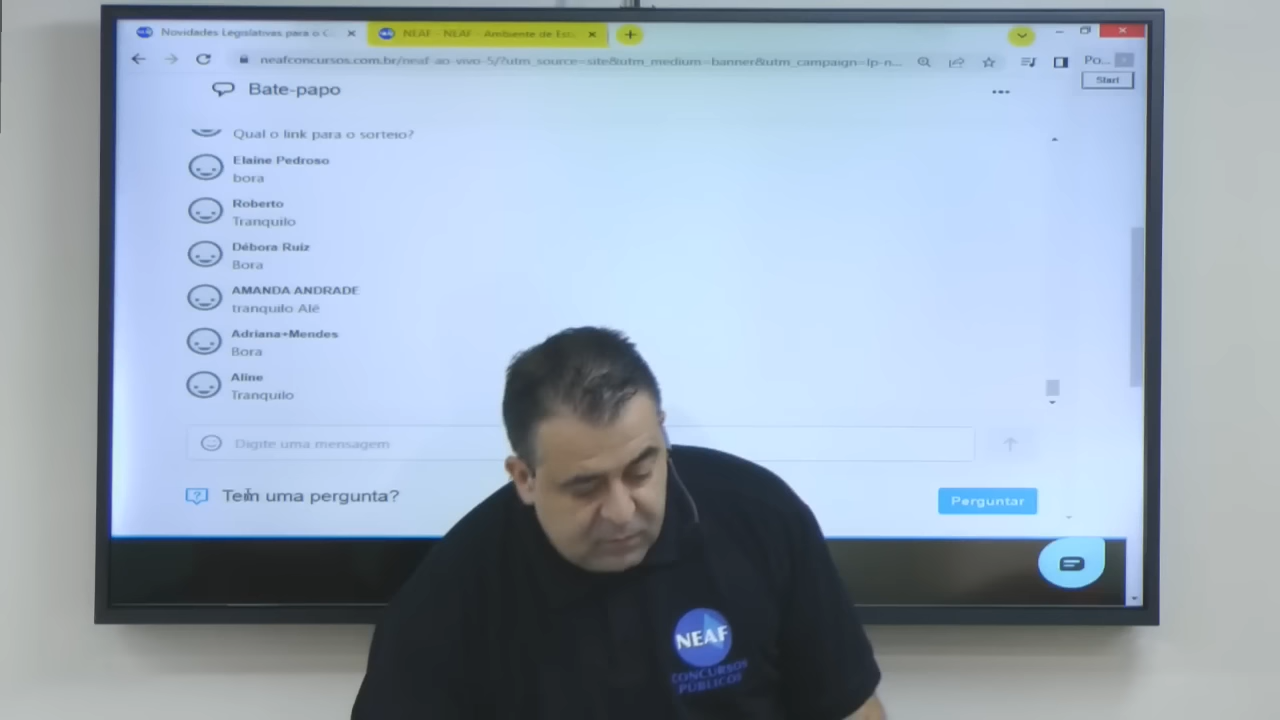 Novidades Legislativas para o C
NEAF - NEAF - Ambiente de Est...
neafconcursos.com.br/neaf-ao-vivo-5/?utm_source=site&utm_medium=banner&utm_campaign=lp-n...
Po...
Start
Bate-papo
Qual o link para o sorteio?
Elaine Pedroso
bora
Roberto
Tranquilo
Débora Ruiz
Bora
AMANDA ANDRADE
tranquilo Alê
Adriana+Mendes
Bora
Aline
Tranquilo
Digite uma mensagem
Tem uma pergunta?
Perguntar
NEAF
CONCURSOS
PÚBLICOS